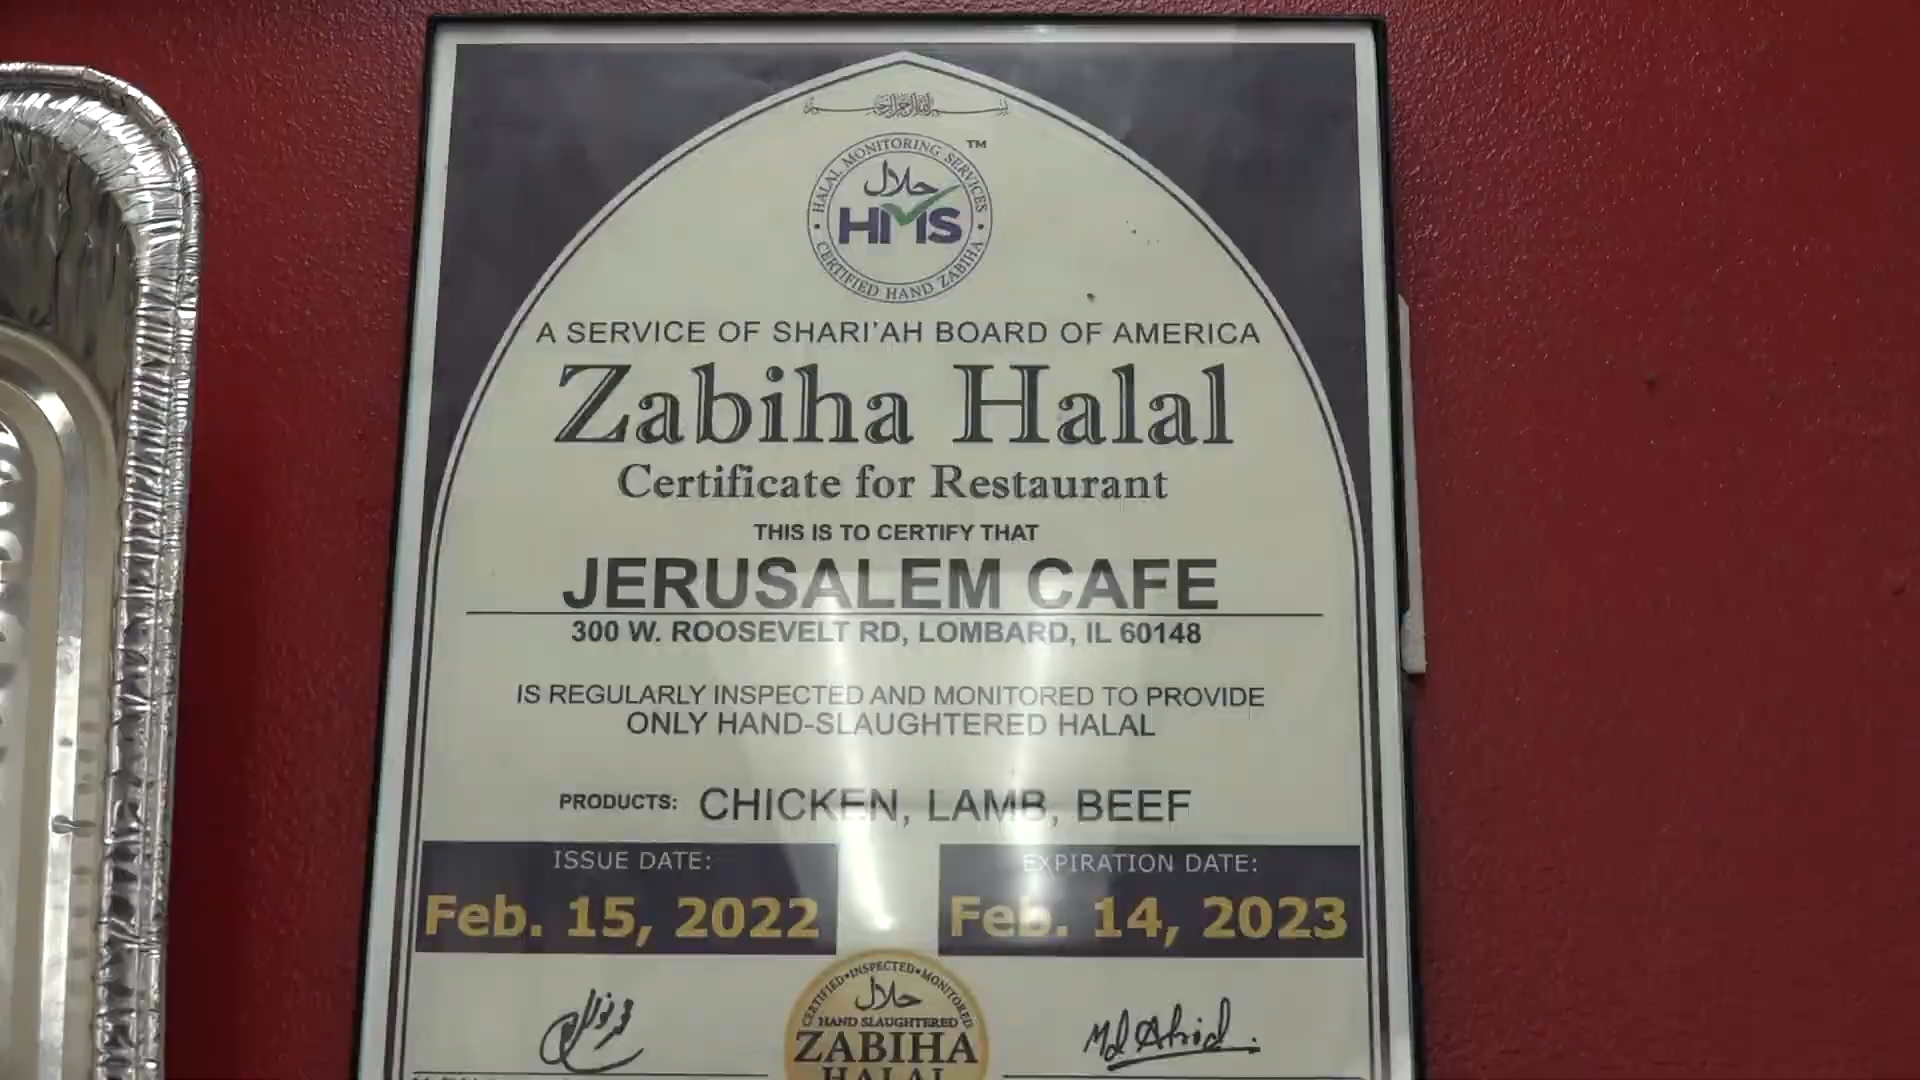 HALAL MONITORING SERVICES
TM
حلال
HMS
CERTIFIED HAND ZABIHA
A SERVICE OF SHARI'AH BOARD OF AMERICA
Zabiha Halal
Certificate for Restaurant
THIS IS TO CERTIFY THAT
JERUSALEM CAFE
300 W. ROOSEVELT RD, LOMBARD, IL 60148
IS REGULARLY INSPECTED AND MONITORED TO PROVIDE
ONLY HAND-SLAUGHTERED HALAL
PRODUCTS: CHICKEN, LAMB, BEEF
ISSUE DATE:
Feb. 15, 2022
EXPIRATION DATE:
Feb. 14, 2023
CERTIFIED•INSPECTED•MONITORED
حلال
HAND SLAUGHTERED
ZABIHA
HALAL